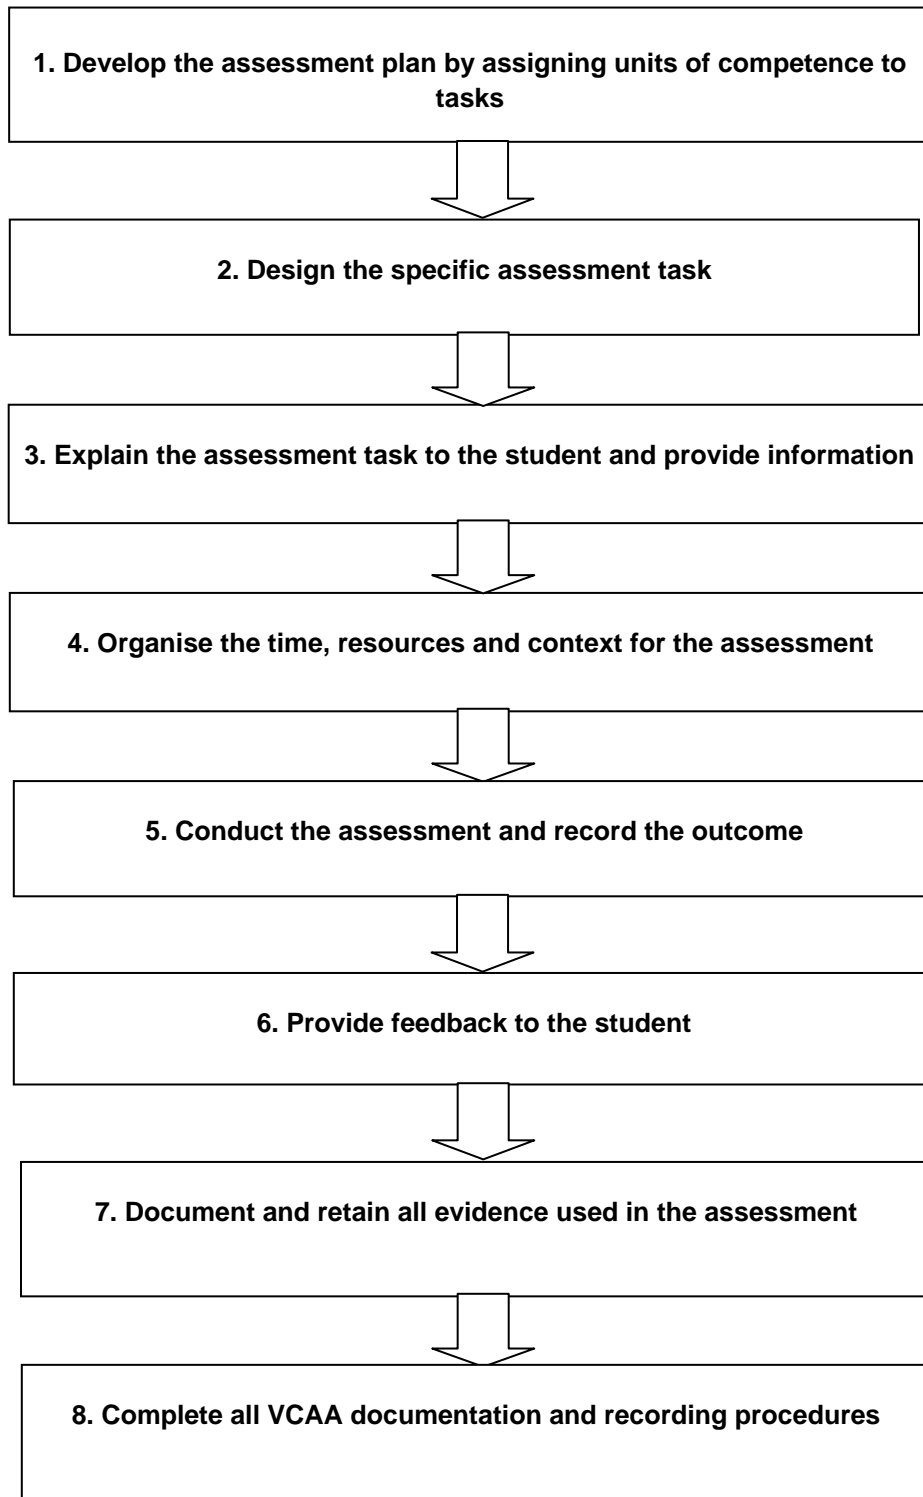 1. Develop the assessment plan by assigning units of competence to
tasks
2. Design the specific assessment task
3. Explain the assessment task to the student and provide information
4. Organise the time, resources and context for the assessment
5. Conduct the assessment and record the outcome
6. Provide feedback to the student
7. Document and retain all evidence used in the assessment
8. Complete all VCAA documentation and recording procedures